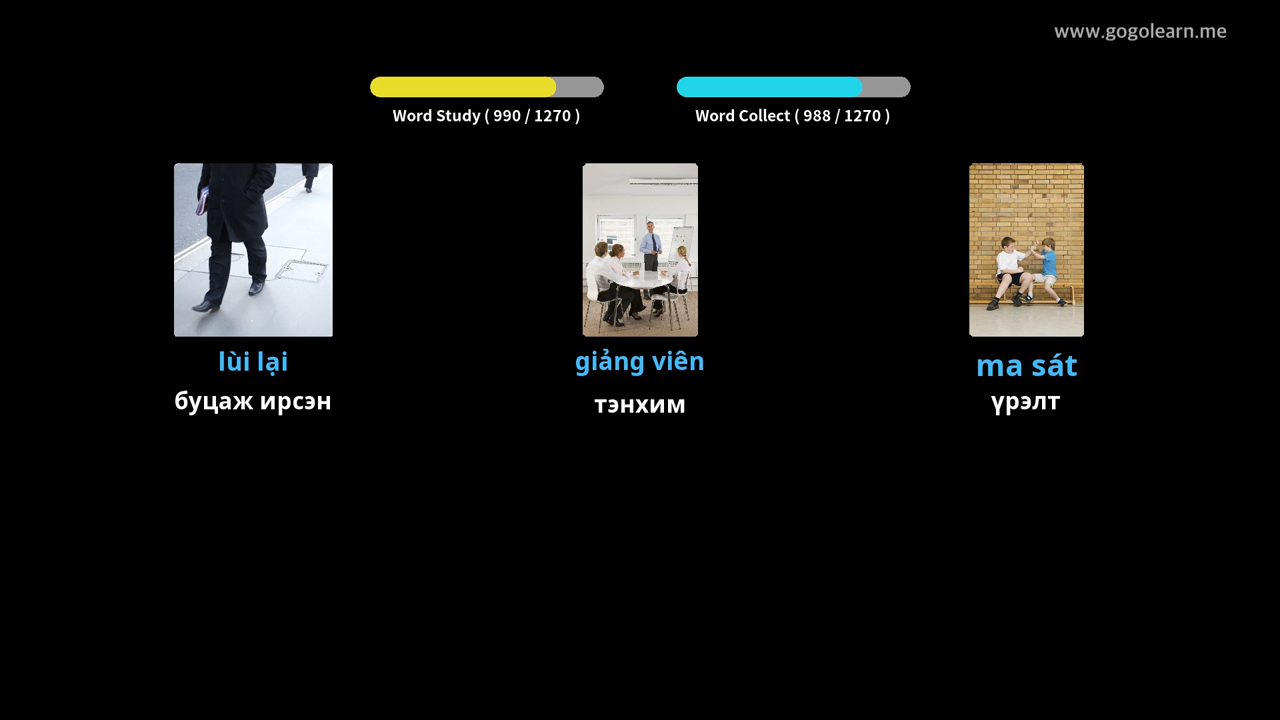 www.gogolearn.me
Word Study ( 990 / 1270 )
Word Collect ( 988 / 1270 )
lùi lại
буцаж ирсэн
giảng viên
тэнхим
ma sát
үрэлт